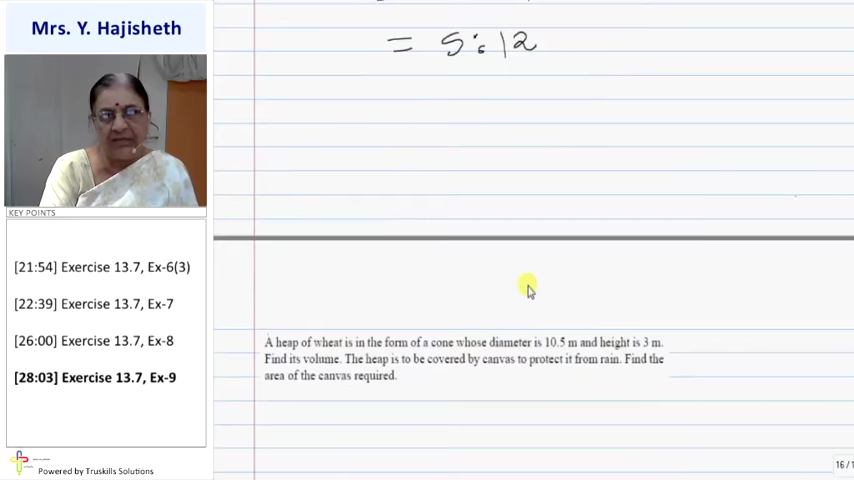 Mrs. Y. Hajisheth
= 5:12
KEY POINTS
[21:54] Exercise 13.7, Ex-6(3)
[22:39] Exercise 13.7, Ex-7
[26:00] Exercise 13.7, Ex-8
[28:03] Exercise 13.7, Ex-9
A heap of wheat is in the form of a cone whose diameter is 10.5 m and height is 3 m.
Find its volume. The heap is to be covered by canvas to protect it from rain. Find the
area of the canvas required.
Powered by Truskills Solutions
16/1